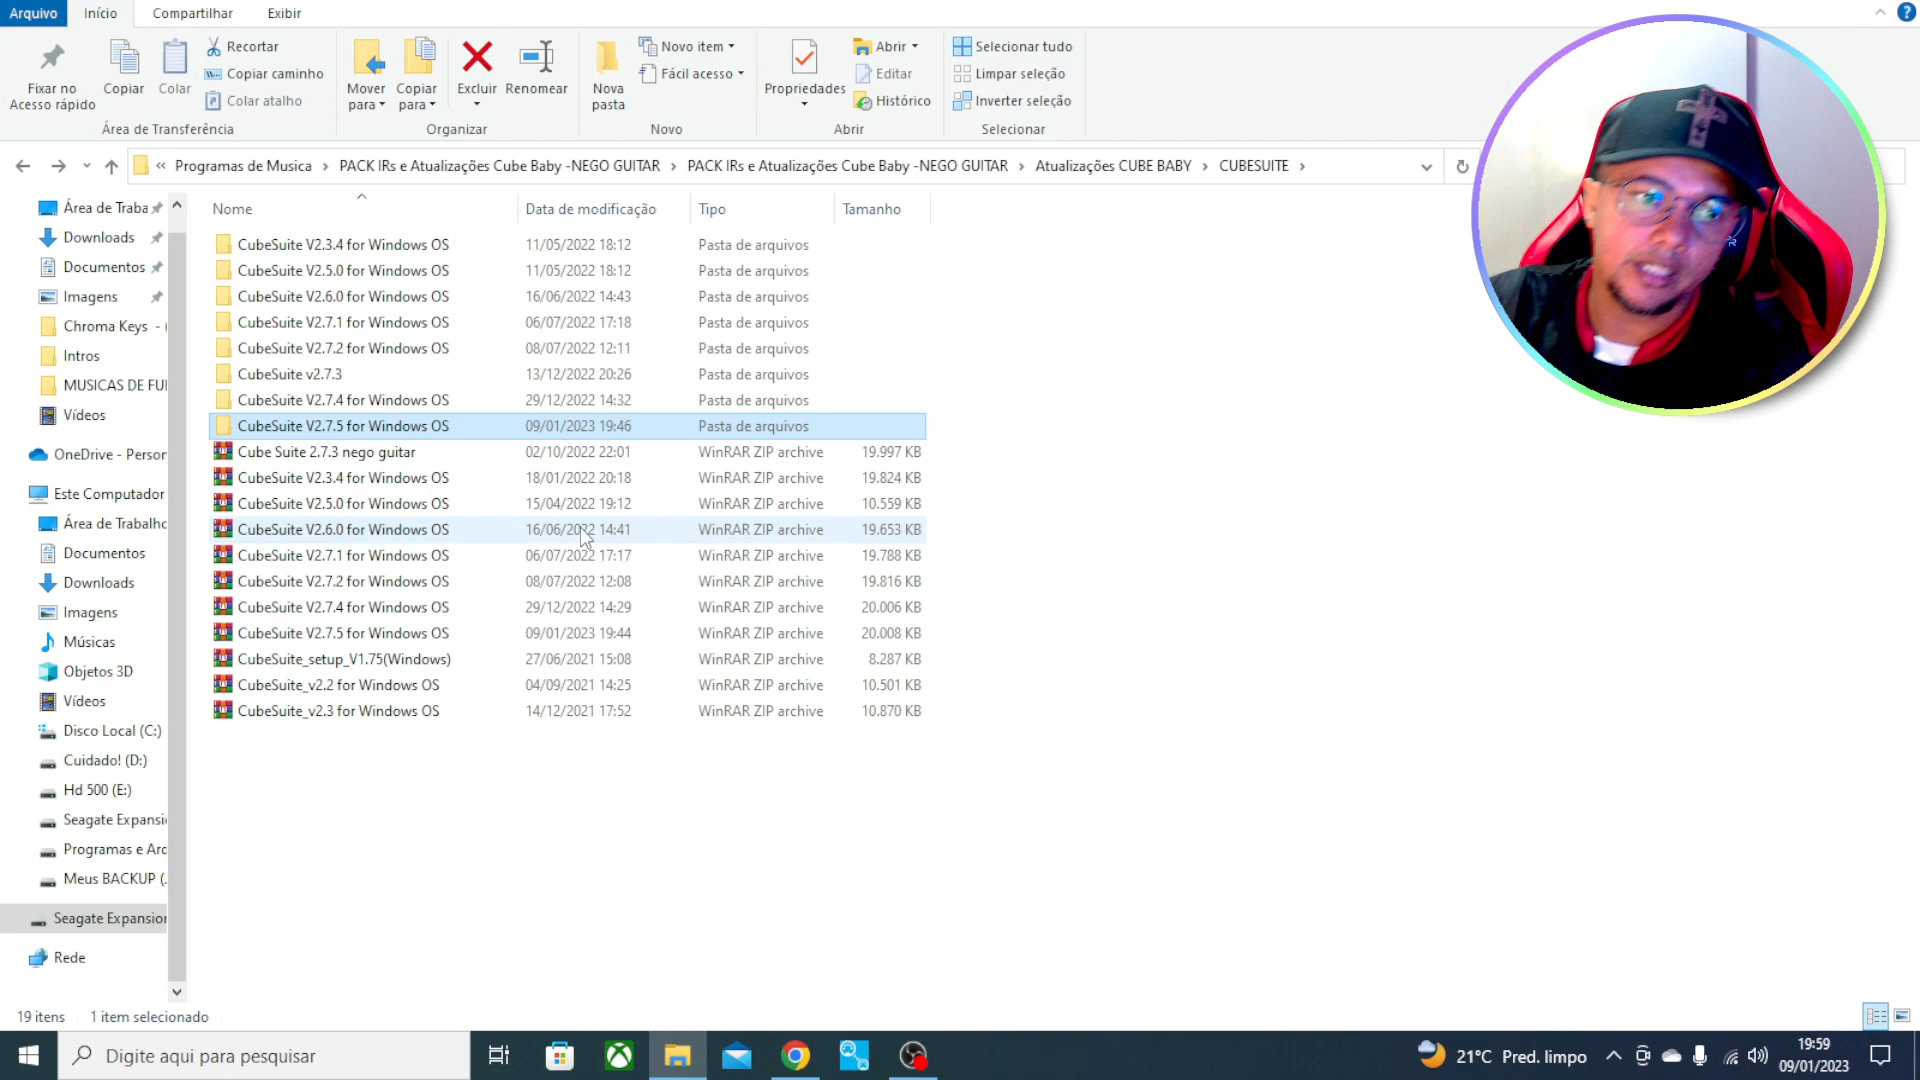 Arquivo Início Compartilhar Exibir
Fixar no Acesso rápido
Copiar
Colar
Recortar
Copiar caminho
Colar atalho
Área de Transferência
Mover para
Copiar para
Excluir
Renomear
Organizar
Nova pasta
Novo item
Fácil acesso
Novo
Propriedades
Abrir
Editar
Histórico
Abrir
Selecionar tudo
Limpar seleção
Inverter seleção
Selecionar
« Programas de Musica › PACK IRs e Atualizações Cube Baby -NEGO GUITAR › PACK IRs e Atualizações Cube Baby -NEGO GUITAR › Atualizações CUBE BABY › CUBESUITE ›
Área de Traba
Downloads
Documentos
Imagens
Chroma Keys - (
Intros
MUSICAS DE FUI
Vídeos
OneDrive - Person
Este Computador
Área de Trabalho
Documentos
Downloads
Imagens
Músicas
Objetos 3D
Vídeos
Disco Local (C:)
Cuidado! (D:)
Hd 500 (E:)
Seagate Expansi
Programas e Arc
Meus BACKUP (.
Seagate Expansion
Rede
Nome Data de modificação Tipo Tamanho
CubeSuite V2.3.4 for Windows OS 11/05/2022 18:12 Pasta de arquivos
CubeSuite V2.5.0 for Windows OS 11/05/2022 18:12 Pasta de arquivos
CubeSuite V2.6.0 for Windows OS 16/06/2022 14:43 Pasta de arquivos
CubeSuite V2.7.1 for Windows OS 06/07/2022 17:18 Pasta de arquivos
CubeSuite V2.7.2 for Windows OS 08/07/2022 12:11 Pasta de arquivos
CubeSuite v2.7.3 13/12/2022 20:26 Pasta de arquivos
CubeSuite V2.7.4 for Windows OS 29/12/2022 14:32 Pasta de arquivos
CubeSuite V2.7.5 for Windows OS 09/01/2023 19:46 Pasta de arquivos
Cube Suite 2.7.3 nego guitar 02/10/2022 22:01 WinRAR ZIP archive 19.997 KB
CubeSuite V2.3.4 for Windows OS 18/01/2022 20:18 WinRAR ZIP archive 19.824 KB
CubeSuite V2.5.0 for Windows OS 15/04/2022 19:12 WinRAR ZIP archive 10.559 KB
CubeSuite V2.6.0 for Windows OS 16/06/2022 14:41 WinRAR ZIP archive 19.653 KB
CubeSuite V2.7.1 for Windows OS 06/07/2022 17:17 WinRAR ZIP archive 19.788 KB
CubeSuite V2.7.2 for Windows OS 08/07/2022 12:08 WinRAR ZIP archive 19.816 KB
CubeSuite V2.7.4 for Windows OS 29/12/2022 14:29 WinRAR ZIP archive 20.006 KB
CubeSuite V2.7.5 for Windows OS 09/01/2023 19:44 WinRAR ZIP archive 20.008 KB
CubeSuite_setup_V1.75(Windows) 27/06/2021 15:08 WinRAR ZIP archive 8.287 KB
CubeSuite_v2.2 for Windows OS 04/09/2021 14:25 WinRAR ZIP archive 10.501 KB
CubeSuite_v2.3 for Windows OS 14/12/2021 17:52 WinRAR ZIP archive 10.870 KB
19 itens 1 item selecionado
Digite aqui para pesquisar
21°C Pred. limpo
19:59
09/01/2023